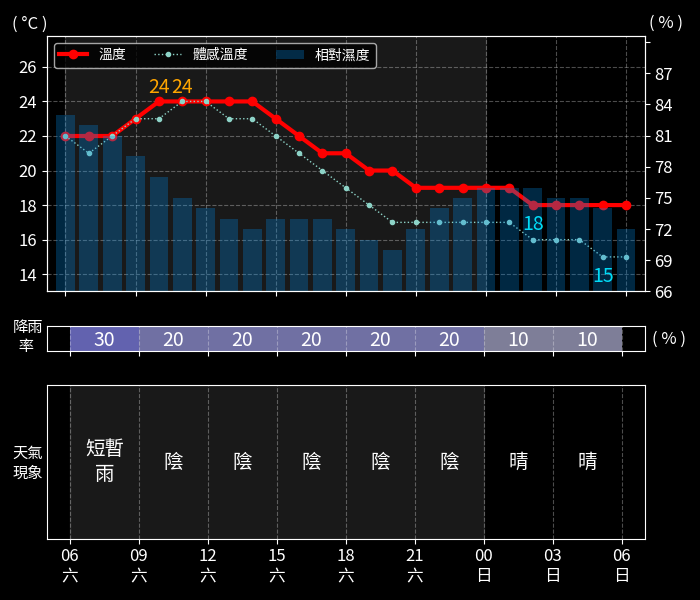 ( °C )
( % )
溫度
體感溫度
相對濕度
26
24
22
20
18
16
14
87
84
81
78
75
72
69
66
24
24
18
15
降雨
率
30
20
20
20
20
20
10
10
( % )
天氣
現象
短暫
雨
陰
陰
陰
陰
陰
晴
晴
06
六
09
六
12
六
15
六
18
六
21
六
00
日
03
日
06
日